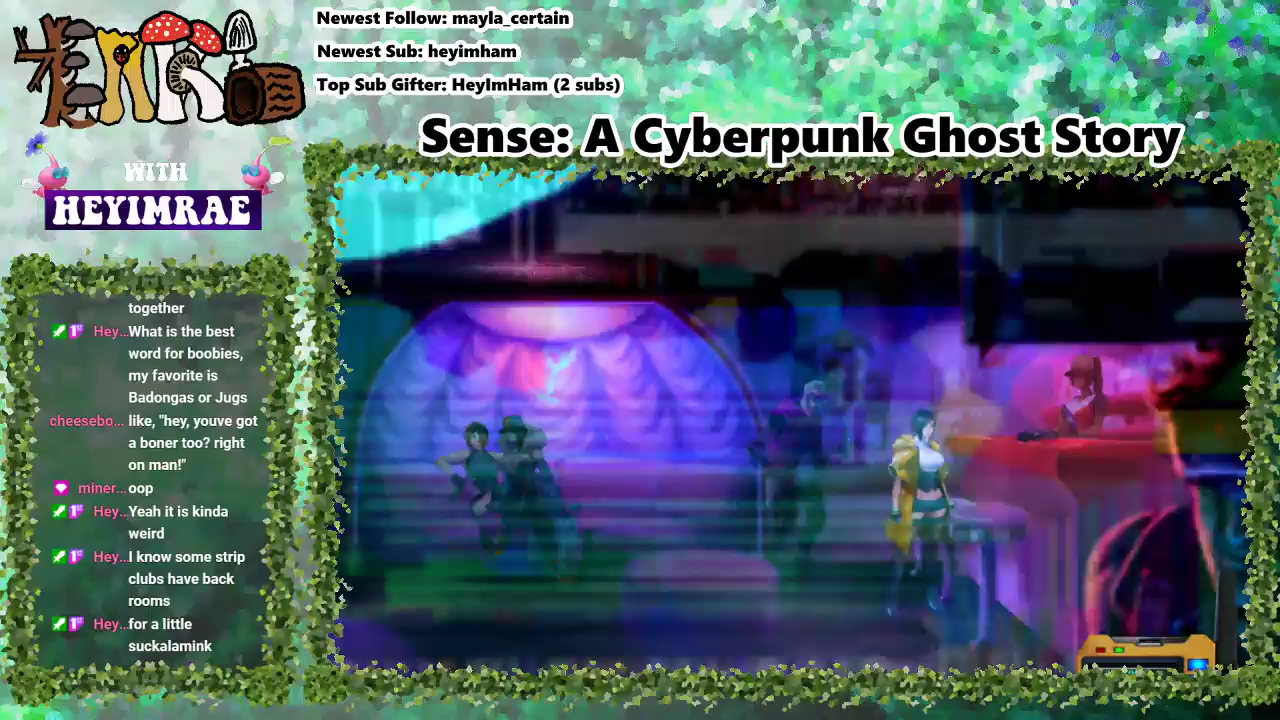 Newest Follow: mayla_certain
Newest Sub: heyimham
Top Sub Gifter: HeyImHam (2 subs)
Sense: A Cyberpunk Ghost Story
WITH
HEYIMRAE
together
Hey...What is the best
word for boobies,
my favorite is
Badongas or Jugs
cheesebo... like, "hey, youve got
a boner too? right
on man!"
miner...oop
Hey...Yeah it is kinda
weird
Hey...I know some strip
clubs have back
rooms
Hey...for a little
suckalamink